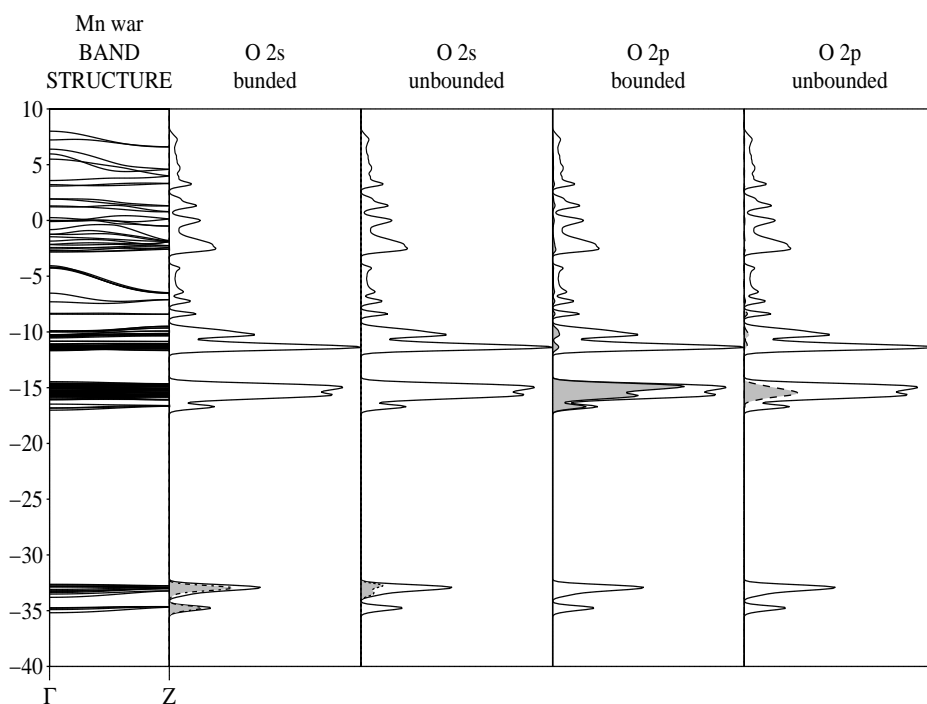 Mn war
BAND
STRUCTURE
O 2s
bunded
O 2s
unbounded
O 2p
bounded
O 2p
unbounded
10
5
0
−5
−10
−15
−20
−25
−30
−35
−40
Γ Z